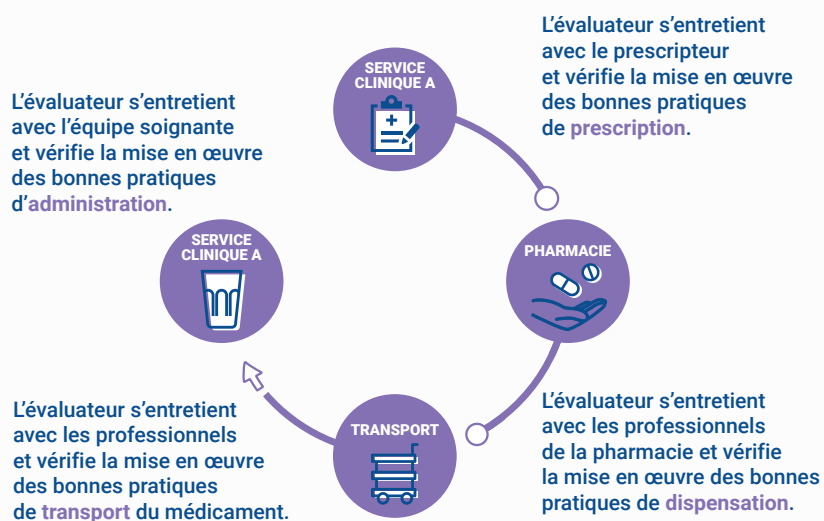 L’évaluateur s’entretient
avec le prescripteur
et vérifie la mise en œuvre
des bonnes pratiques
de prescription.
SERVICE
CLINIQUE A
L’évaluateur s’entretient
avec l’équipe soignante
et vérifie la mise en œuvre
des bonnes pratiques
d’administration.
SERVICE
CLINIQUE A
PHARMACIE
L’évaluateur s’entretient
avec les professionnels
de la pharmacie et vérifie
la mise en œuvre des bonnes
pratiques de dispensation.
TRANSPORT
L’évaluateur s’entretient
avec les professionnels
et vérifie la mise en œuvre
des bonnes pratiques
de transport du médicament.